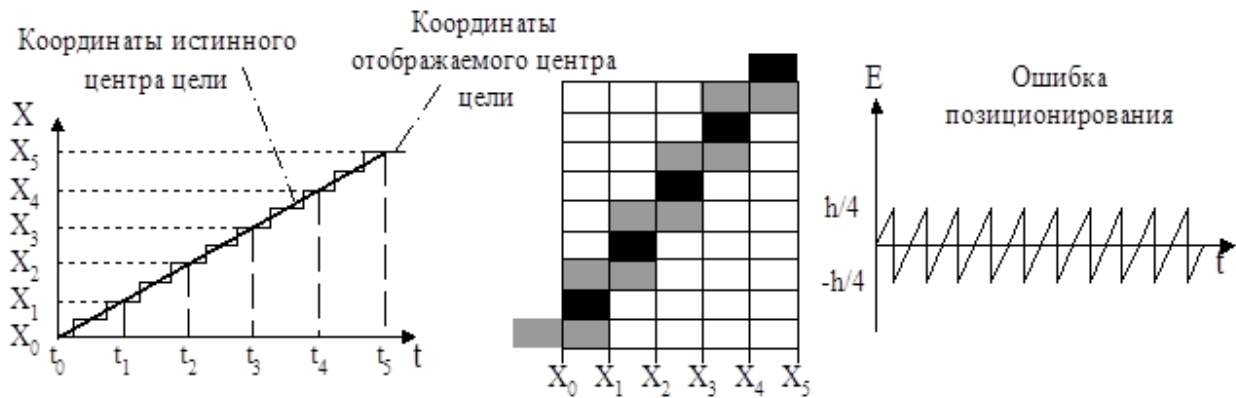 Координаты истинного
центра цели
Координаты
отображаемого центра
цели
X
X5
X4
X3
X2
X1
X0
t0 t1 t2 t3 t4 t5 t
X0 X1 X2 X3 X4 X5
E
Ошибка
позиционирования
h/4
-h/4
t